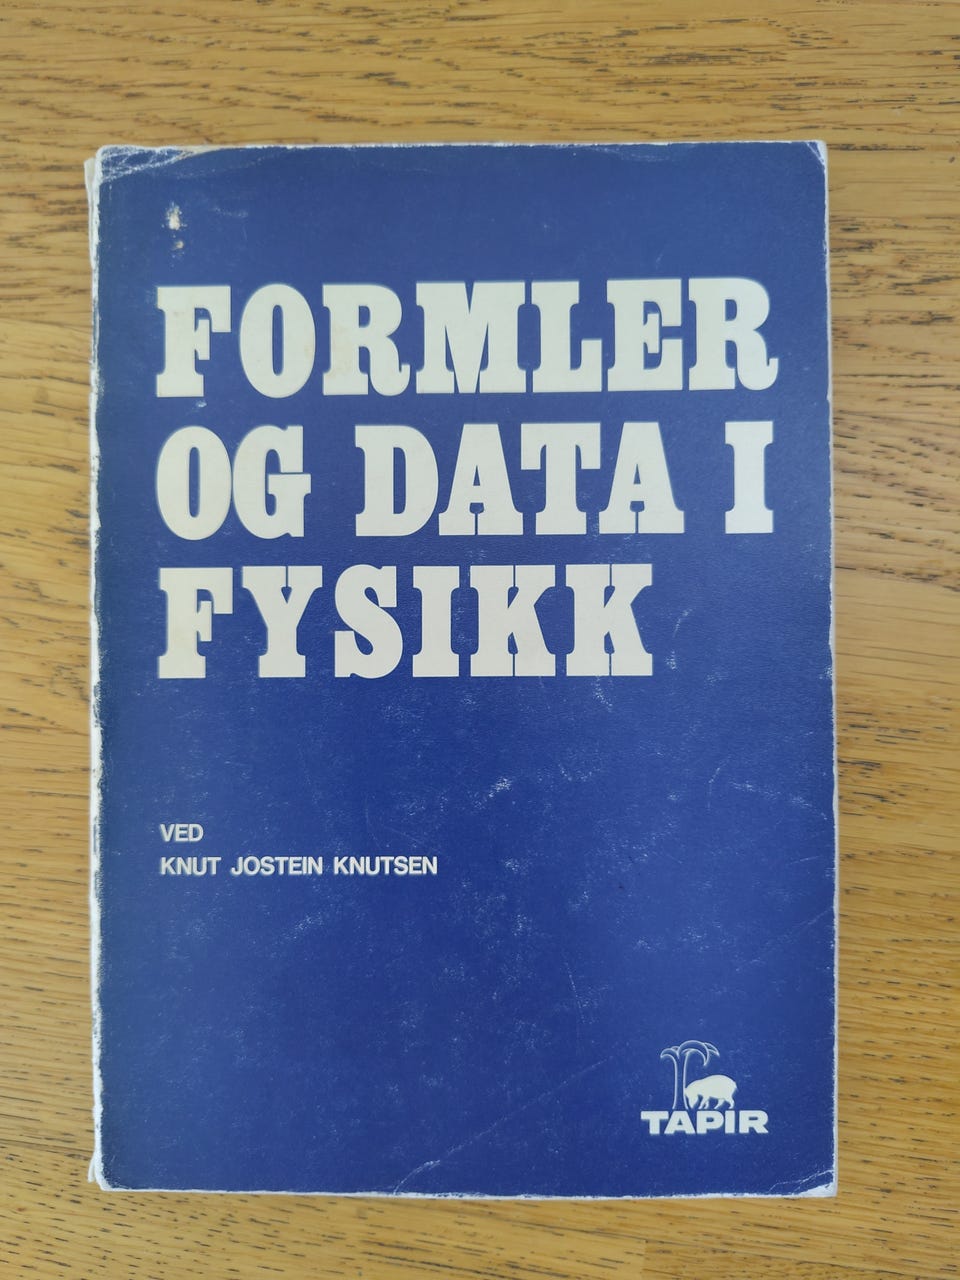 FORMLER
OG DATA I
FYSIKK
VED
KNUT JOSTEIN KNUTSEN
TAPIR